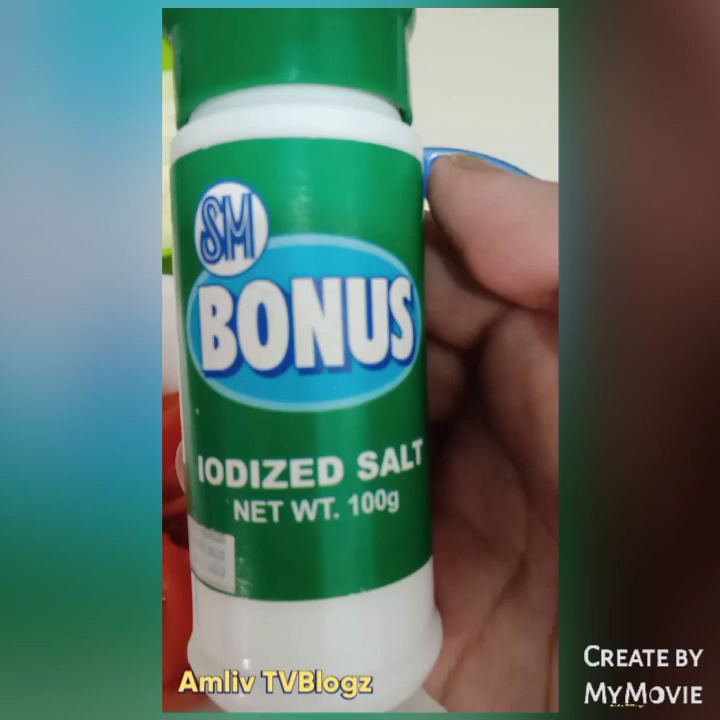 SM
BONUS
IODIZED SALT
NET WT. 100g
Amliv TVBlogz
CREATE BY
MYMOVIE